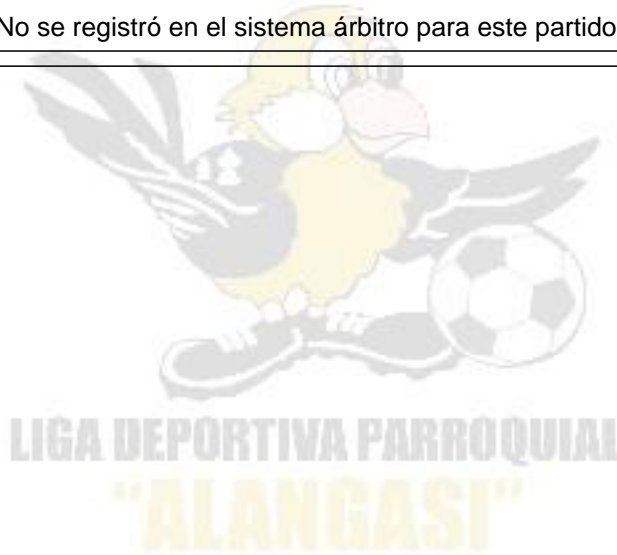 No se registró en el sistema árbitro para este partido
LIGA DEPORTIVA PARROQUIAL
"ALANGASI"